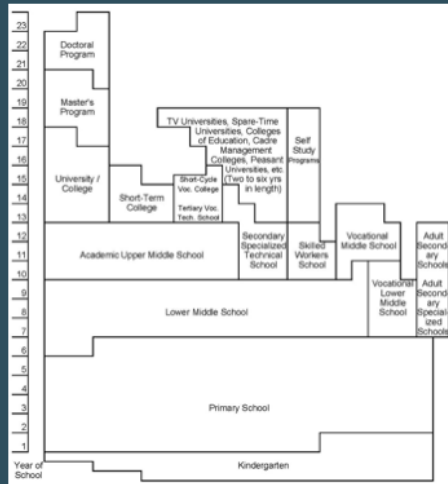 23
22
21
20
19
18
17
16
15
14
13
12
11
10
9
8
7
6
5
4
3
2
1
Year of
School
Doctoral
Program
Master's
Program
University /
College
Short-Term
College
TV Universities, Spare-Time
Universities, Colleges
of Education, Cadre
Management
Colleges, Peasant
Universities, etc
(Two to six yrs
in length)
Short-Cycle
Voc. College
Tertiary Voc.
Tech. School
Self
Study
Programs
Academic Upper Middle School
Secondary
Specialized
Technical
School
Skilled
Workers
School
Vocational
Middle School
Adult
Second-
ary
Schools
Lower Middle School
Vocational
Lower
Middle
School
Adult
Second-
ary
Special-
ized
Schools
Primary School
Kindergarten